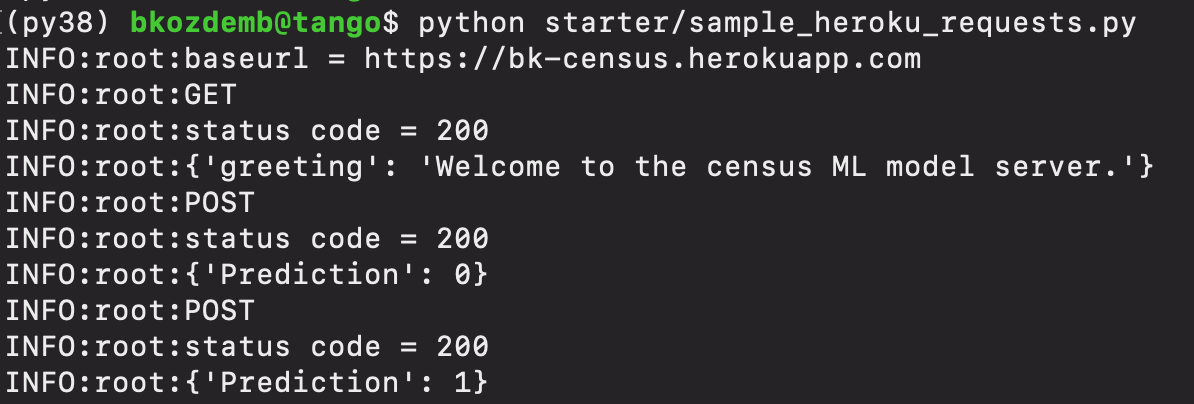 (py38) bkozdemb@tango$ python starter/sample_heroku_requests.py
INFO:root:baseurl = https://bk-census.herokuapp.com
INFO:root:GET
INFO:root:status code = 200
INFO:root:{'greeting': 'Welcome to the census ML model server.'}
INFO:root:POST
INFO:root:status code = 200
INFO:root:{'Prediction': 0}
INFO:root:POST
INFO:root:status code = 200
INFO:root:{'Prediction': 1}